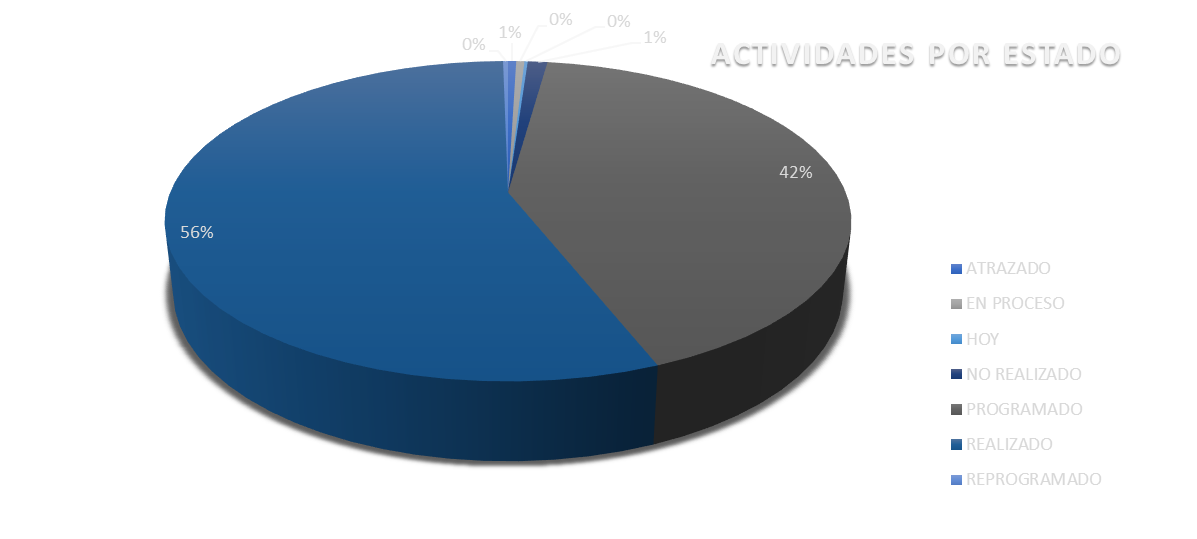 0%
1%
0%
0%
1%
ACTIVIDADES POR ESTADO
42%
56%
ATRAZADO
EN PROCESO
HOY
NO REALIZADO
PROGRAMADO
REALIZADO
REPROGRAMADO